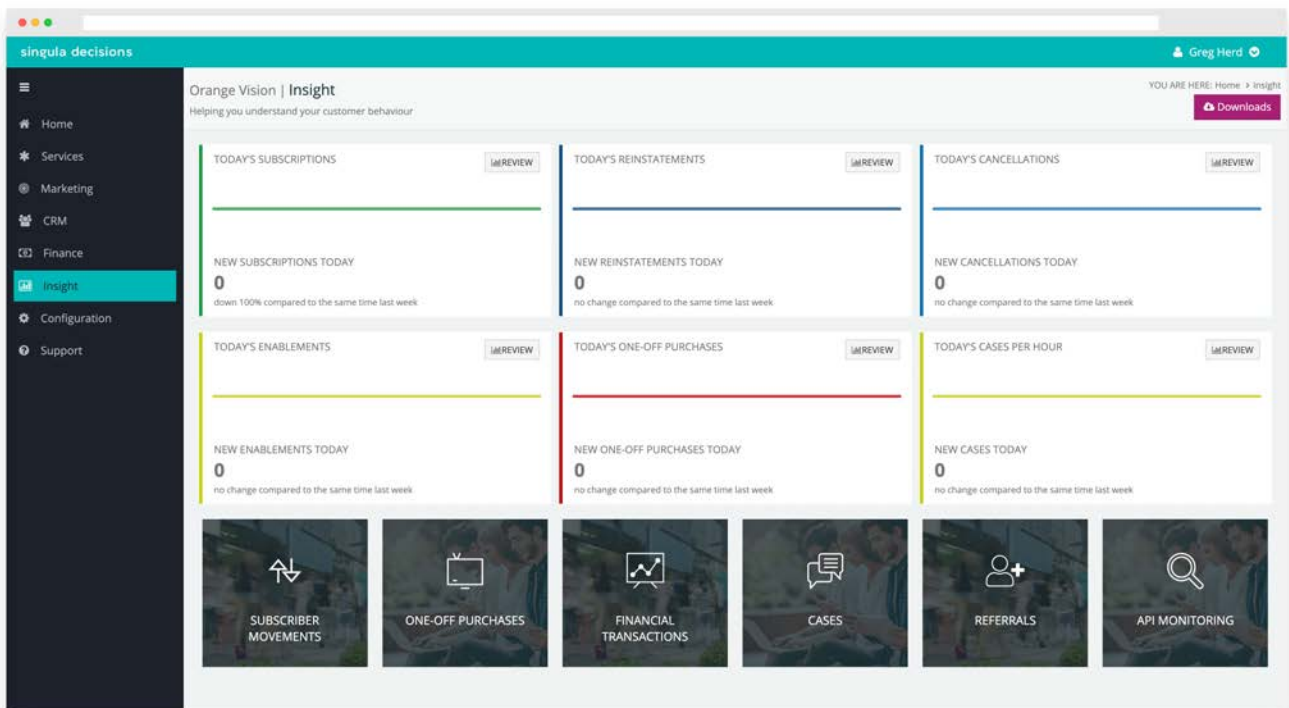 singula decisions
Greg Herd
Orange Vision | Insight
Helping you understand your customer behaviour
YOU ARE HERE: Home > Insight
Downloads
Home
Services
Marketing
CRM
Finance
Insight
Configuration
Support
TODAY'S SUBSCRIPTIONS
REVIEW
NEW SUBSCRIPTIONS TODAY
0
down 100% compared to the same time last week
TODAY'S REINSTATEMENTS
REVIEW
NEW REINSTATEMENTS TODAY
0
no change compared to the same time last week
TODAY'S CANCELLATIONS
REVIEW
NEW CANCELLATIONS TODAY
0
no change compared to the same time last week
TODAY'S ENABLEMENTS
REVIEW
NEW ENABLEMENTS TODAY
0
no change compared to the same time last week
TODAY'S ONE-OFF PURCHASES
REVIEW
NEW ONE-OFF PURCHASES TODAY
0
no change compared to the same time last week
TODAY'S CASES PER HOUR
REVIEW
NEW CASES TODAY
0
no change compared to the same time last week
SUBSCRIBER
MOVEMENTS
ONE-OFF PURCHASES
FINANCIAL
TRANSACTIONS
CASES
REFERRALS
API MONITORING